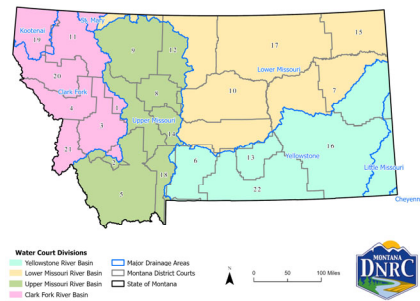 St. Mary
Kootenai
19
11
9
12
17
15
20
Clark Fork
Lower Missouri
4
8
10
7
1
3
Upper Missouri
14
21
2
6
13
Yellowstone
16
18
Little Missouri
5
22
Cheyenn
Water Court Divisions
Yellowstone River Basin
Lower Missouri River Basin
Upper Missouri River Basin
Clark Fork River Basin
Major Drainage Areas
Montana District Courts
State of Montana
N
0 50 100 Miles
MONTANA
DNRC